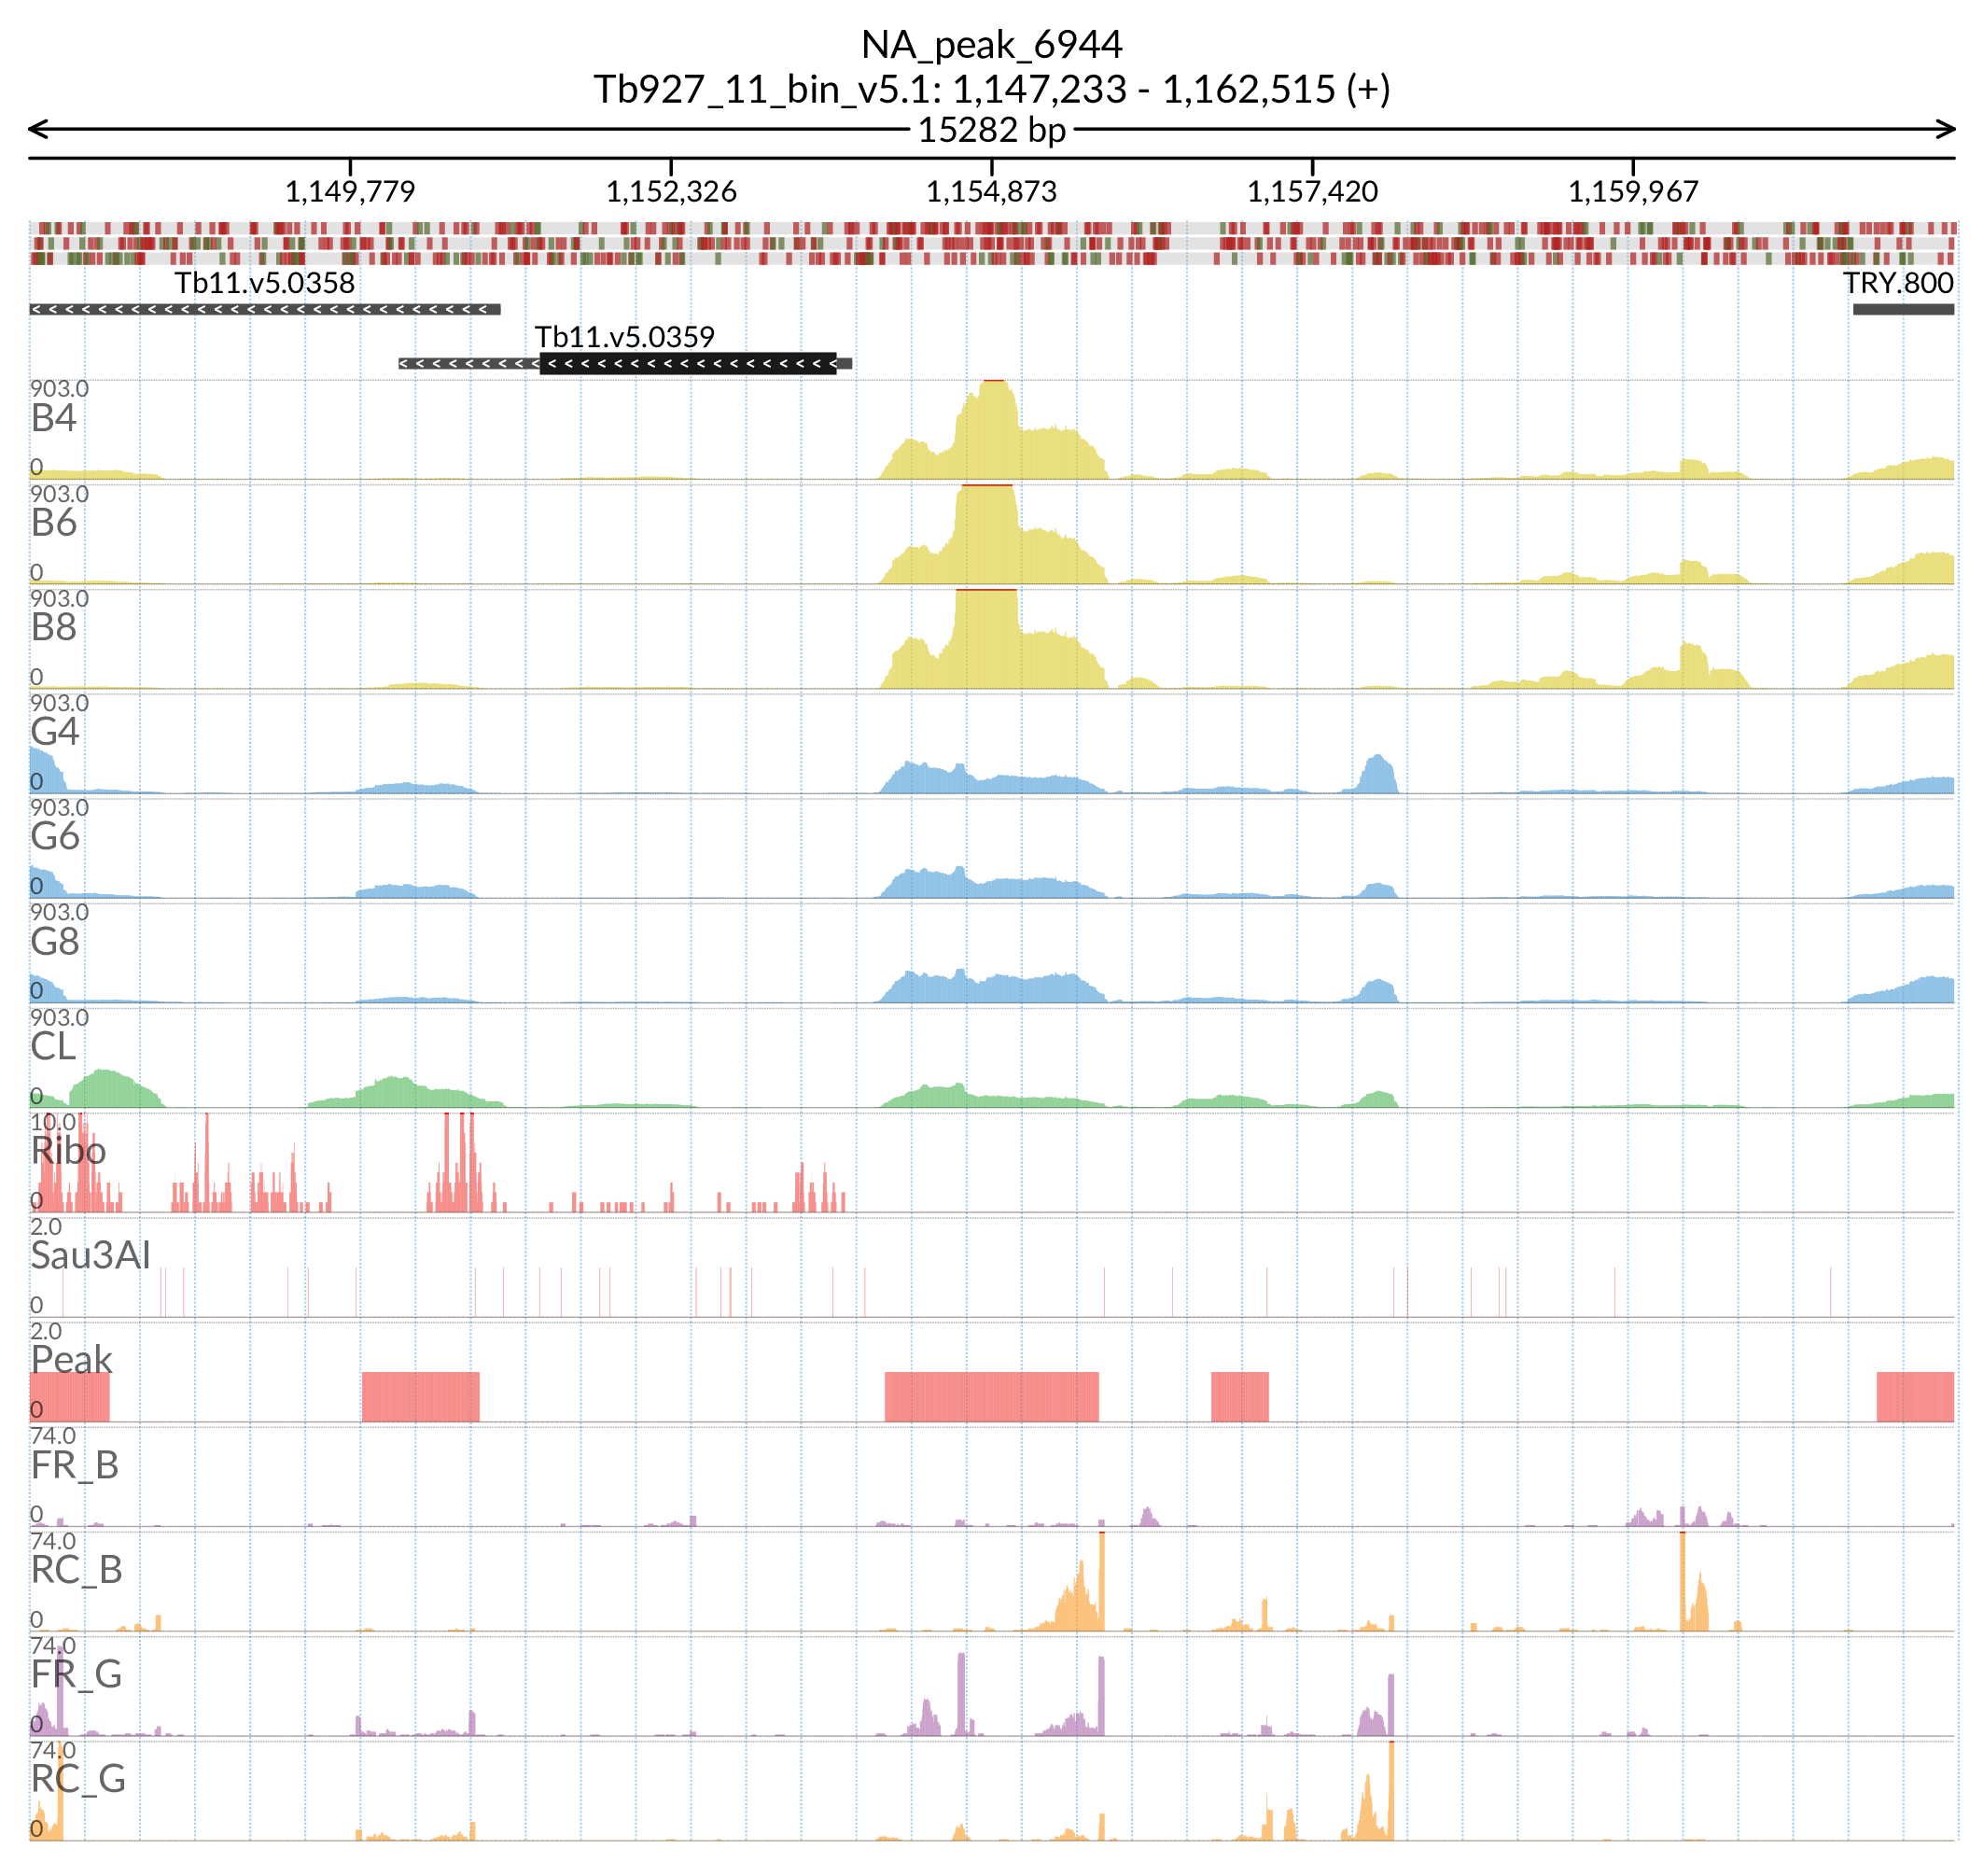 NA_peak_6944
Tb927_11_bin_v5.1: 1,147,233 - 1,162,515 (+)
15282 bp
1,149,779 1,152,326 1,154,873 1,157,420 1,159,967
Tb11.v5.0358 TRY.800
Tb11.v5.0359
903.0
B4
0
903.0
B6
0
903.0
B8
0
903.0
G4
0
903.0
G6
0
903.0
G8
0
903.0
CL
0
10.0
Ribo
0
2.0
Sau3AI
0
2.0
Peak
0
74.0
FR_B
0
74.0
RC_B
0
74.0
FR_G
0
74.0
RC_G
0